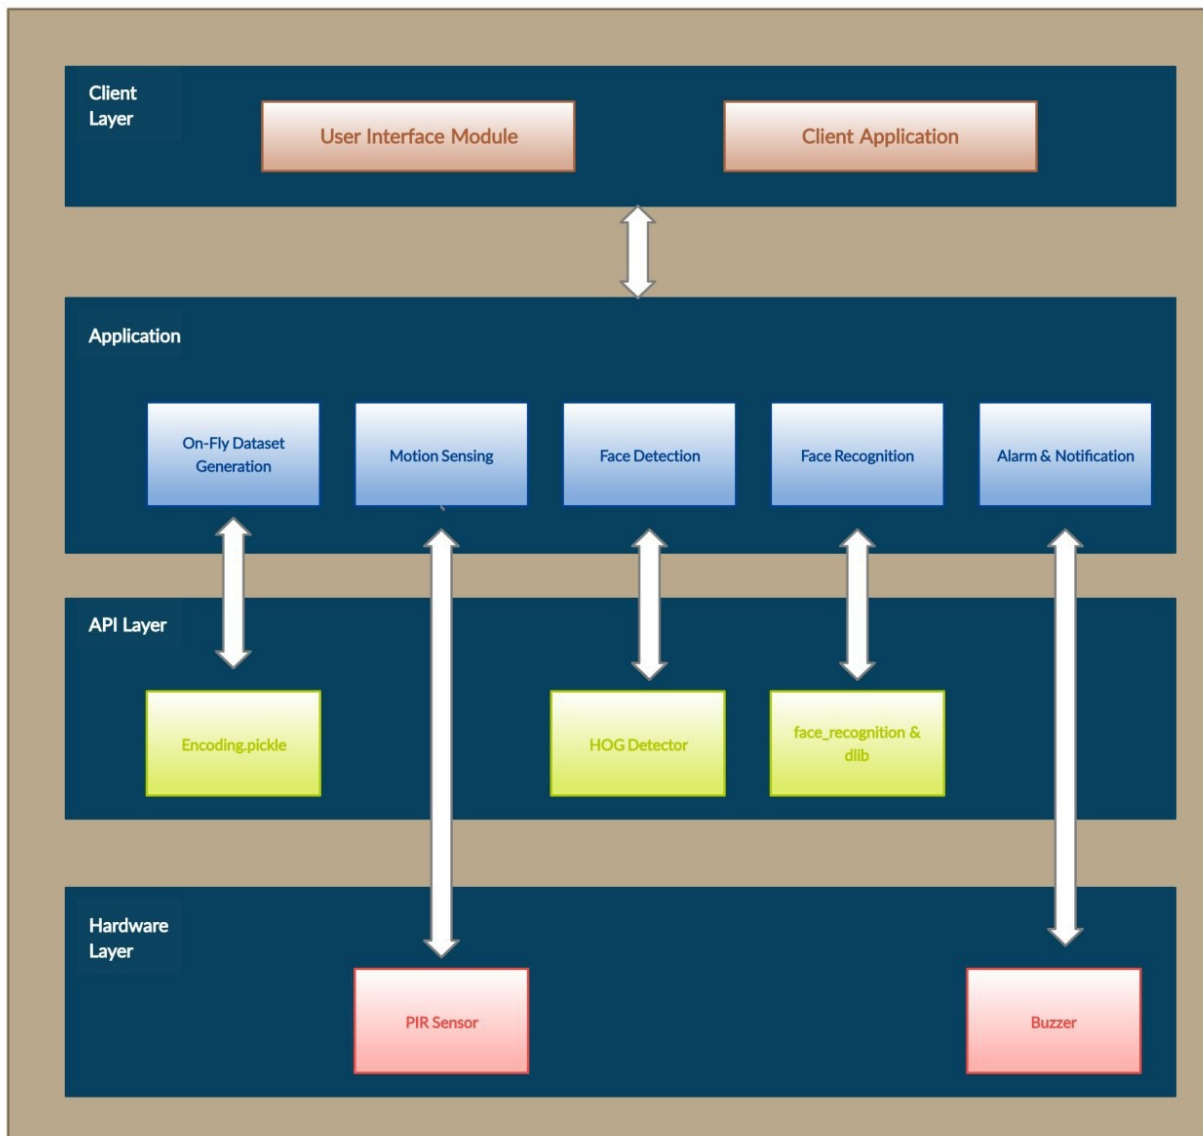 Client
Layer
User Interface Module
Client Application
Application
On-Fly Dataset
Generation
Motion Sensing
Face Detection
Face Recognition
Alarm & Notification
API Layer
Encoding.pickle
HOG Detector
face_recognition &
dlib
Hardware
Layer
PIR Sensor
Buzzer